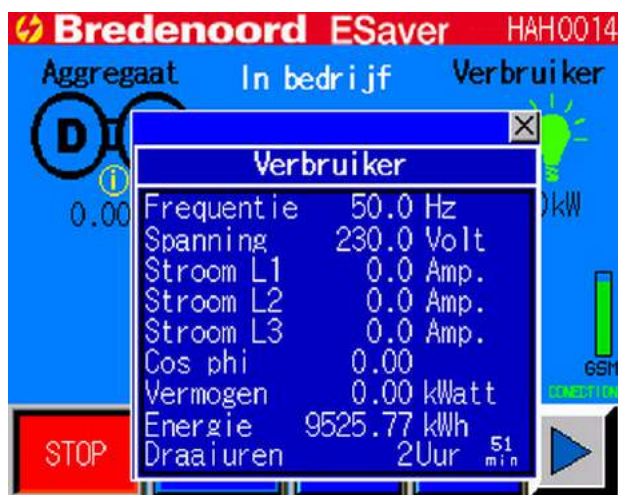 Bredenoord ESaver HAH0014
Aggregaat In bedrijf Verbruiker
D
0.00
kW
Verbruiker
Frequentie 50.0 Hz
Spanning 230.0 Volt
Stroom L1 0.0 Amp.
Stroom L2 0.0 Amp.
Stroom L3 0.0 Amp.
Cos phi 0.00
Vermogen 0.00 kWatt
Energie 9525.77 kWh
Draaiuren 2Uur 51 min
GSM
CONECTION
STOP